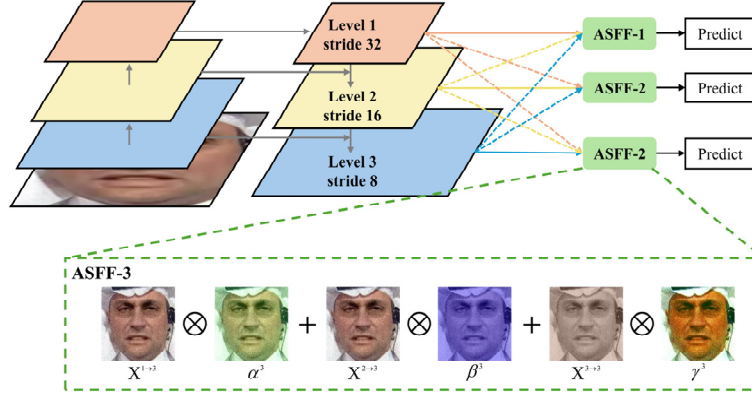 Level 1
stride 32
Level 2
stride 16
Level 3
stride 8
ASFF-1
Predict
ASFF-2
Predict
ASFF-2
Predict
ASFF-3
⊗ + ⊗ + ⊗
X¹→³ α³ X²→³ β³ X³→³ γ³